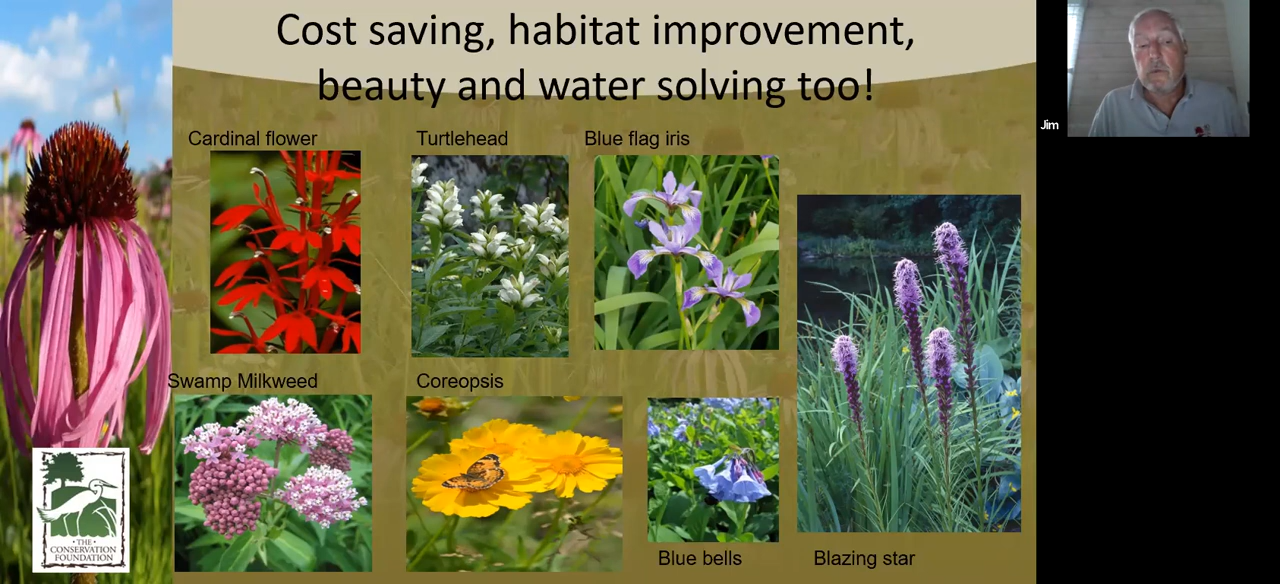 Cost saving, habitat improvement,
beauty and water solving too!
Jim
Cardinal flower
Turtlehead
Blue flag iris
Swamp Milkweed
Coreopsis
Blue bells
Blazing star
• THE •
CONSERVATION
FOUNDATION